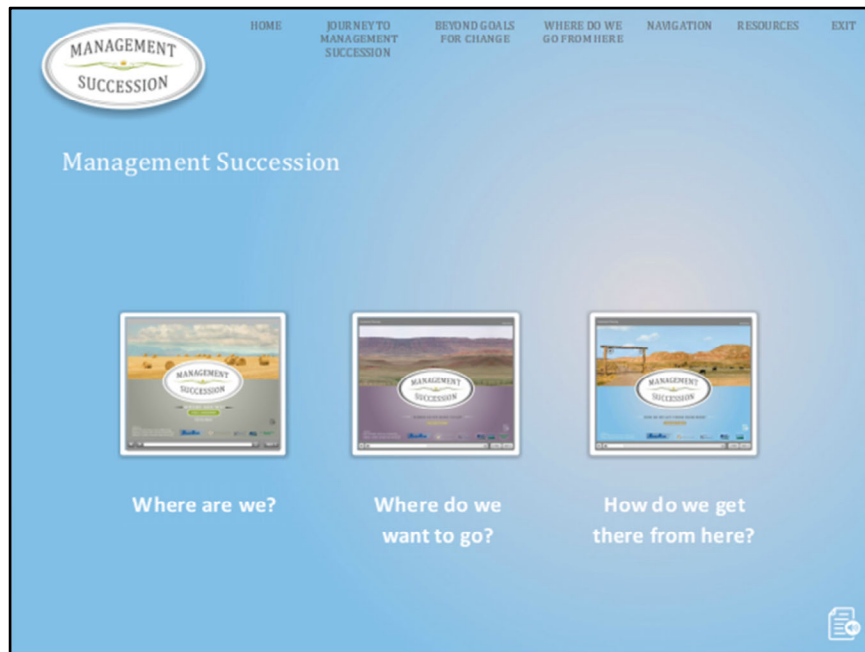 HOME
JOURNEY TO
MANAGEMENT
SUCCESSION
BEYOND GOALS
FOR CHANGE
WHERE DO WE
GO FROM HERE
NAVIGATION
RESOURCES
EXIT
MANAGEMENT
SUCCESSION
Management Succession
MANAGEMENT
SUCCESSION
MANAGEMENT
SUCCESSION
MANAGEMENT
SUCCESSION
Where are we?
Where do we
want to go?
How do we get
there from here?